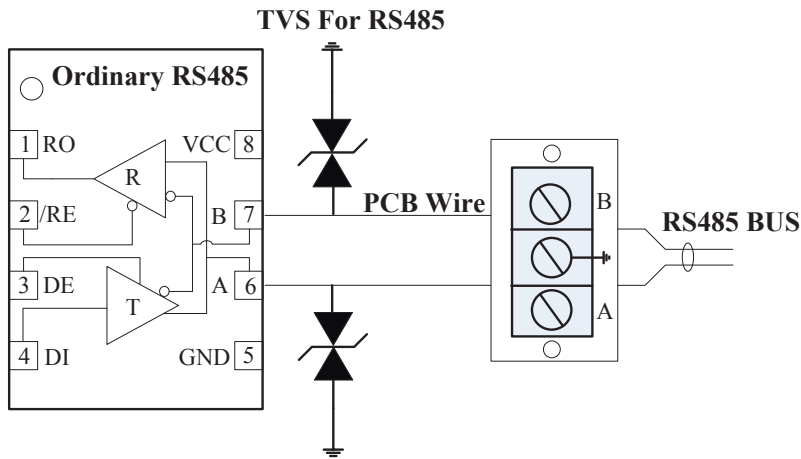 TVS For RS485
Ordinary RS485
1 RO
VCC 8
R
2 /RE
B 7
PCB Wire
B
RS485 BUS
3 DE
A 6
T
A
4 DI
GND 5